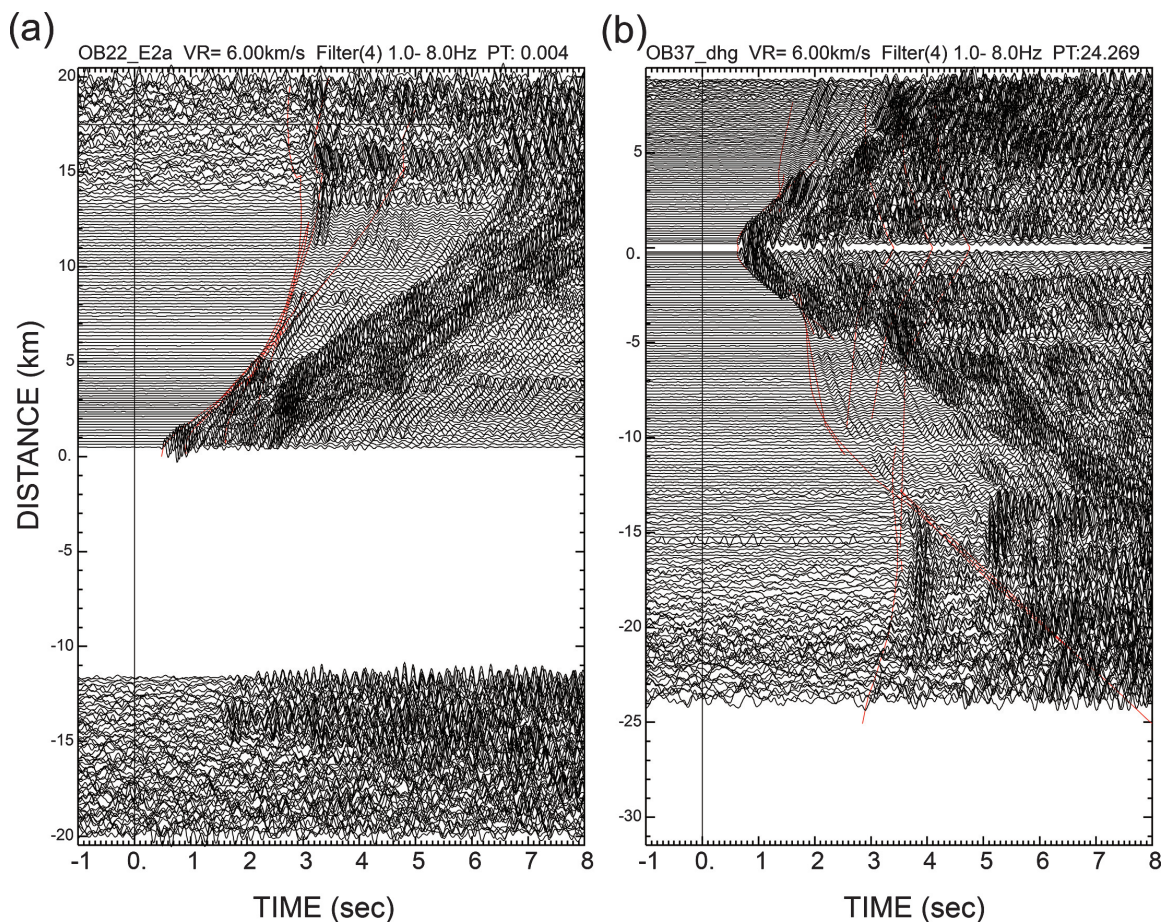 (a)
OB22_E2a VR= 6.00km/s Filter(4) 1.0- 8.0Hz PT: 0.004
20
15
10
5
0.
-5
-10
-15
-20
DISTANCE (km)
-1 0. 1 2 3 4 5 6 7 8
TIME (sec)
(b)
OB37_dhg VR= 6.00km/s Filter(4) 1.0- 8.0Hz PT:24.269
5
0.
-5
-10
-15
-20
-25
-30
-1 0. 1 2 3 4 5 6 7 8
TIME (sec)